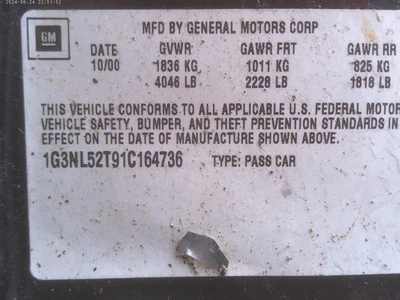 2024-06-24 22:51:52
GM
MFD BY GENERAL MOTORS CORP
DATE GVWR GAWR FRT GAWR RR
10/00 1836 KG 1011 KG 825 KG
4046 LB 2228 LB 1818 LB
THIS VEHICLE CONFORMS TO ALL APPLICABLE U.S. FEDERAL MOTOR
VEHICLE SAFETY, BUMPER, AND THEFT PREVENTION STANDARDS IN
EFFECT ON THE DATE OF MANUFACTURE SHOWN ABOVE.
1G3NL52T91C164736 TYPE: PASS CAR